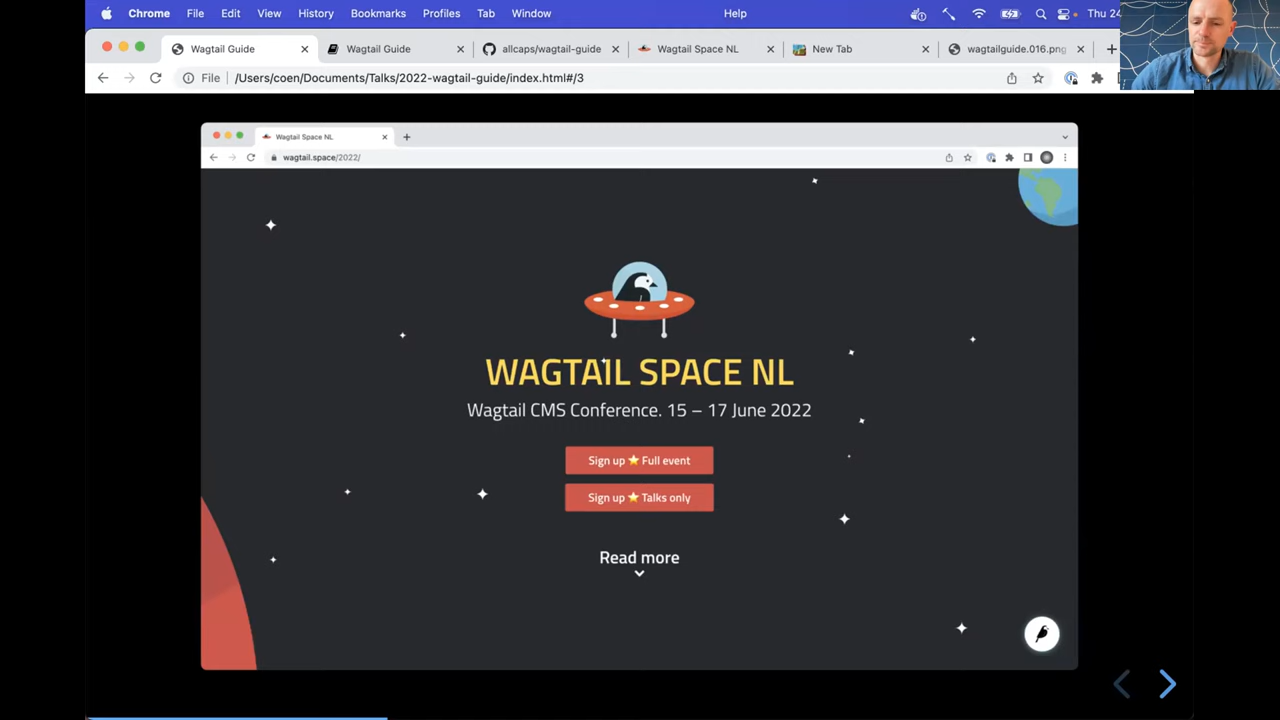 Chrome File Edit View History Bookmarks Profiles Tab Window Help Thu 24
Wagtail Guide Wagtail Guide allcaps/wagtail-guide Wagtail Space NL New Tab wagtailguide.016.png
File /Users/coen/Documents/Talks/2022-wagtail-guide/index.html#/3
Wagtail Space NL
wagtail.space/2022/
WAGTAIL SPACE NL
Wagtail CMS Conference. 15 – 17 June 2022
Sign up ⭐ Full event
Sign up ⭐ Talks only
Read more